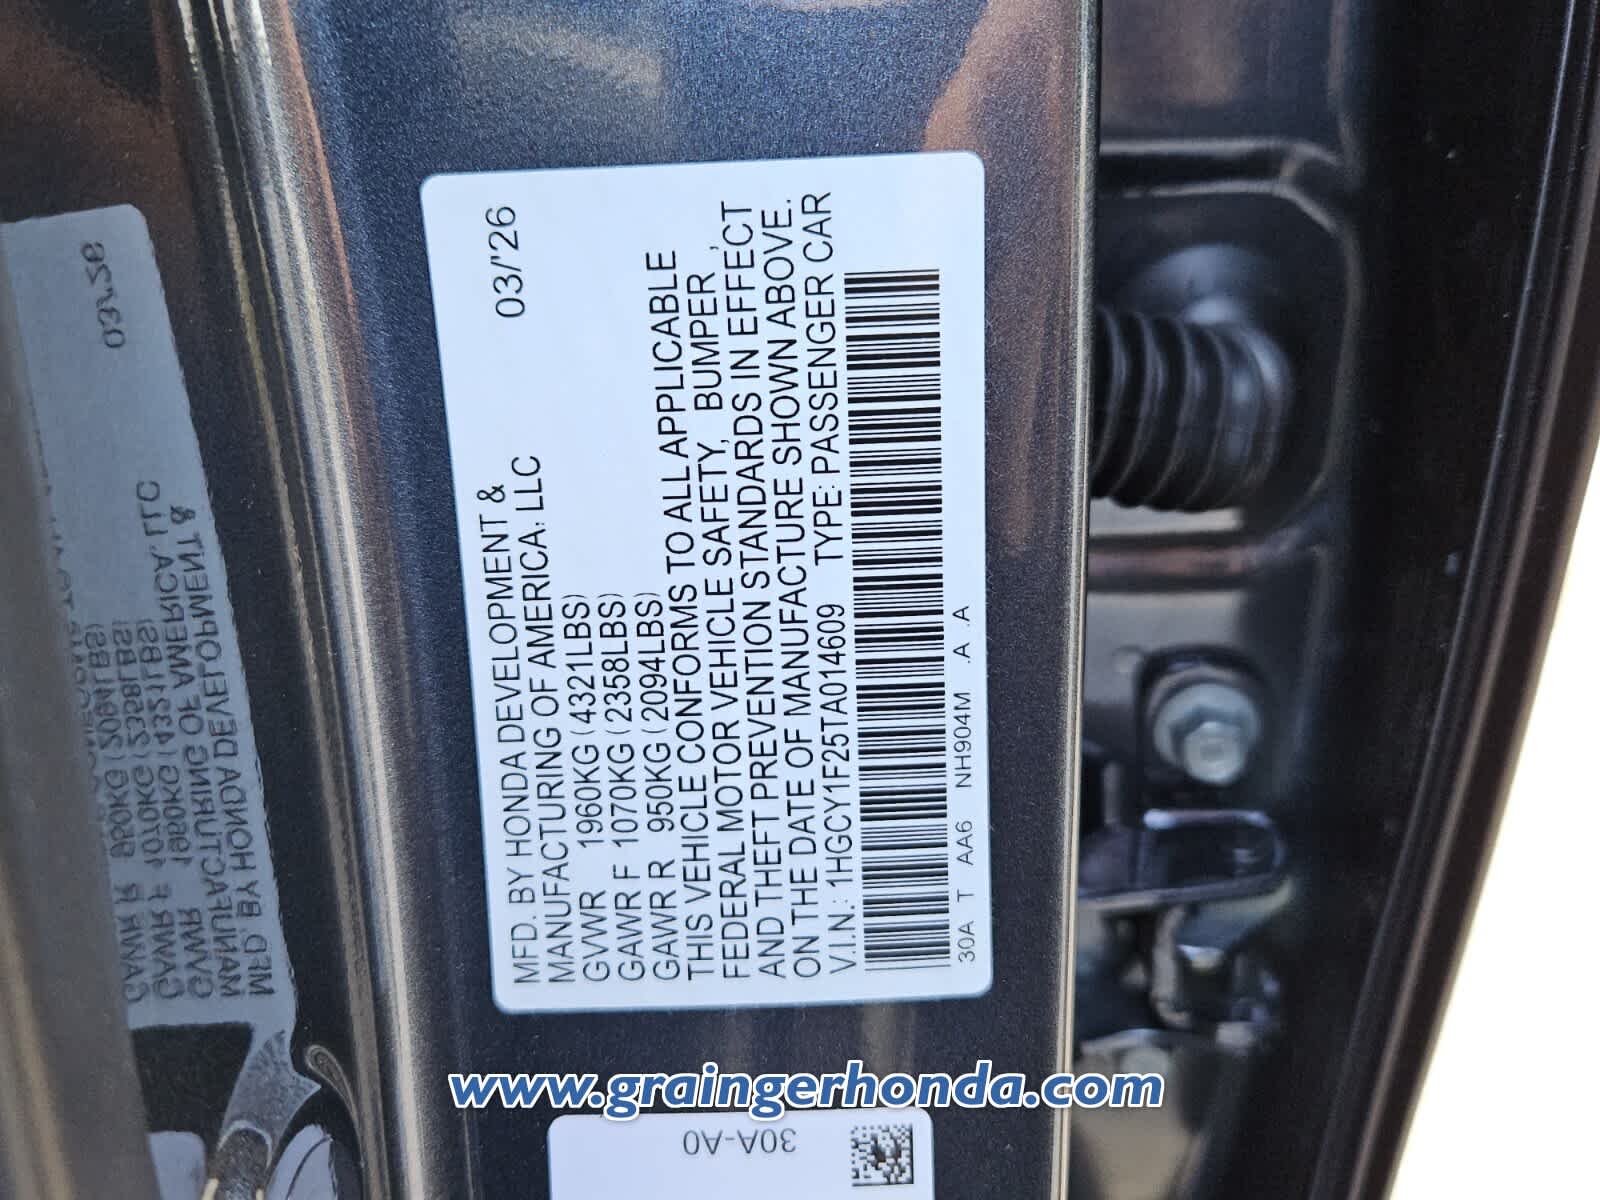 MFD. BY HONDA DEVELOPMENT &
MANUFACTURING OF AMERICA. LLC 03/'26
GVWR 1960KG (4321LBS)
GAWR F 1070KG (2358LBS)
GAWR R 950KG (2094LBS)
THIS VEHICLE CONFORMS TO ALL APPLICABLE
FEDERAL MOTOR VEHICLE SAFETY, BUMPER,
AND THEFT PREVENTION STANDARDS IN EFFECT
ON THE DATE OF MANUFACTURE SHOWN ABOVE.
V.I.N.: 1HGCY1F25TA014609 TYPE: PASSENGER CAR
30A T AA6 NH904M .A .A
www.graingerhonda.com
30A-A0